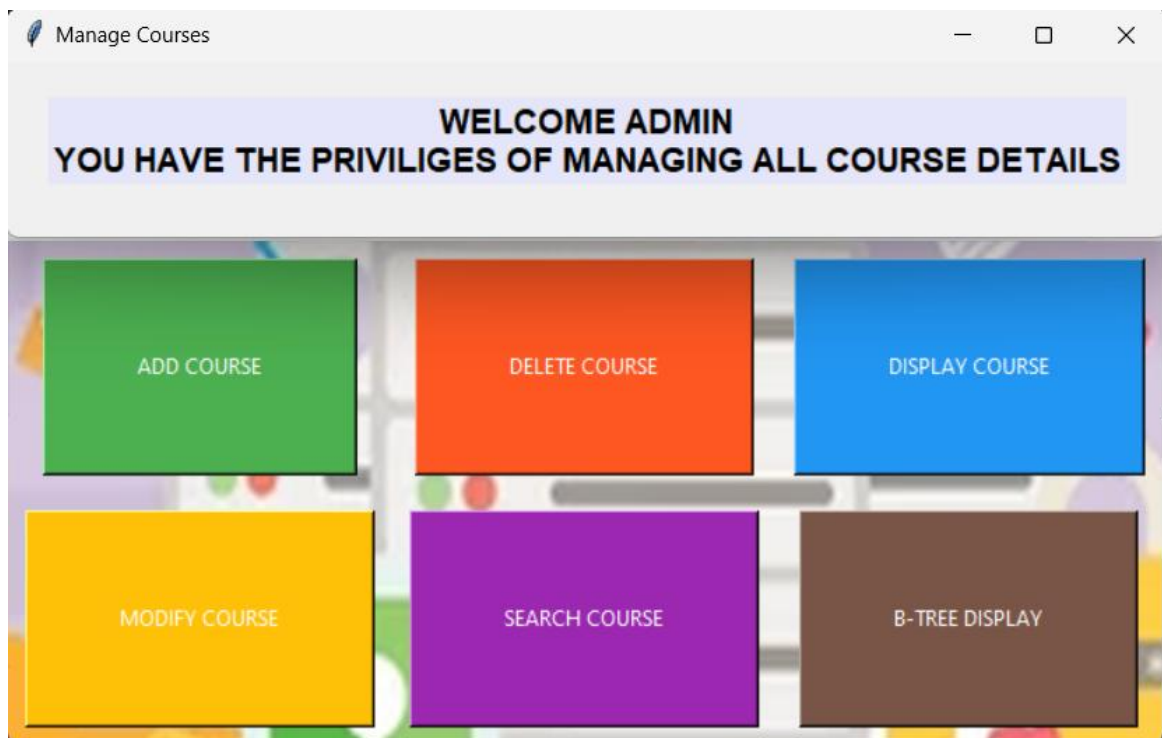 Manage Courses
WELCOME ADMIN
YOU HAVE THE PRIVILIGES OF MANAGING ALL COURSE DETAILS
ADD COURSE
DELETE COURSE
DISPLAY COURSE
MODIFY COURSE
SEARCH COURSE
B-TREE DISPLAY